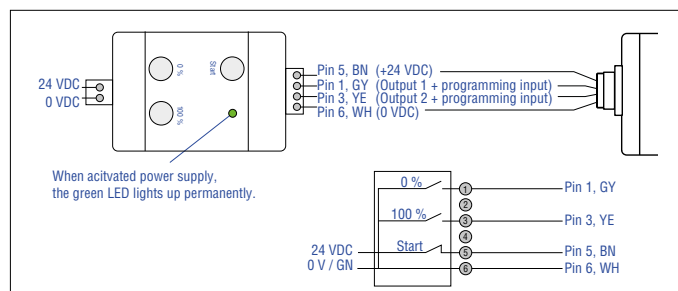 0 %
Start
100 %
24 VDC
0 VDC
Pin 5, BN (+24 VDC)
Pin 1, GY (Output 1 + programming input)
Pin 3, YE (Output 2 + programming input)
Pin 6, WH (0 VDC)
When acitvated power supply,
the green LED lights up permanently.
0 % 1 Pin 1, GY
2
100 % 3 Pin 3, YE
4
24 VDC Start 5 Pin 5, BN
0 V / GN 6 Pin 6, WH